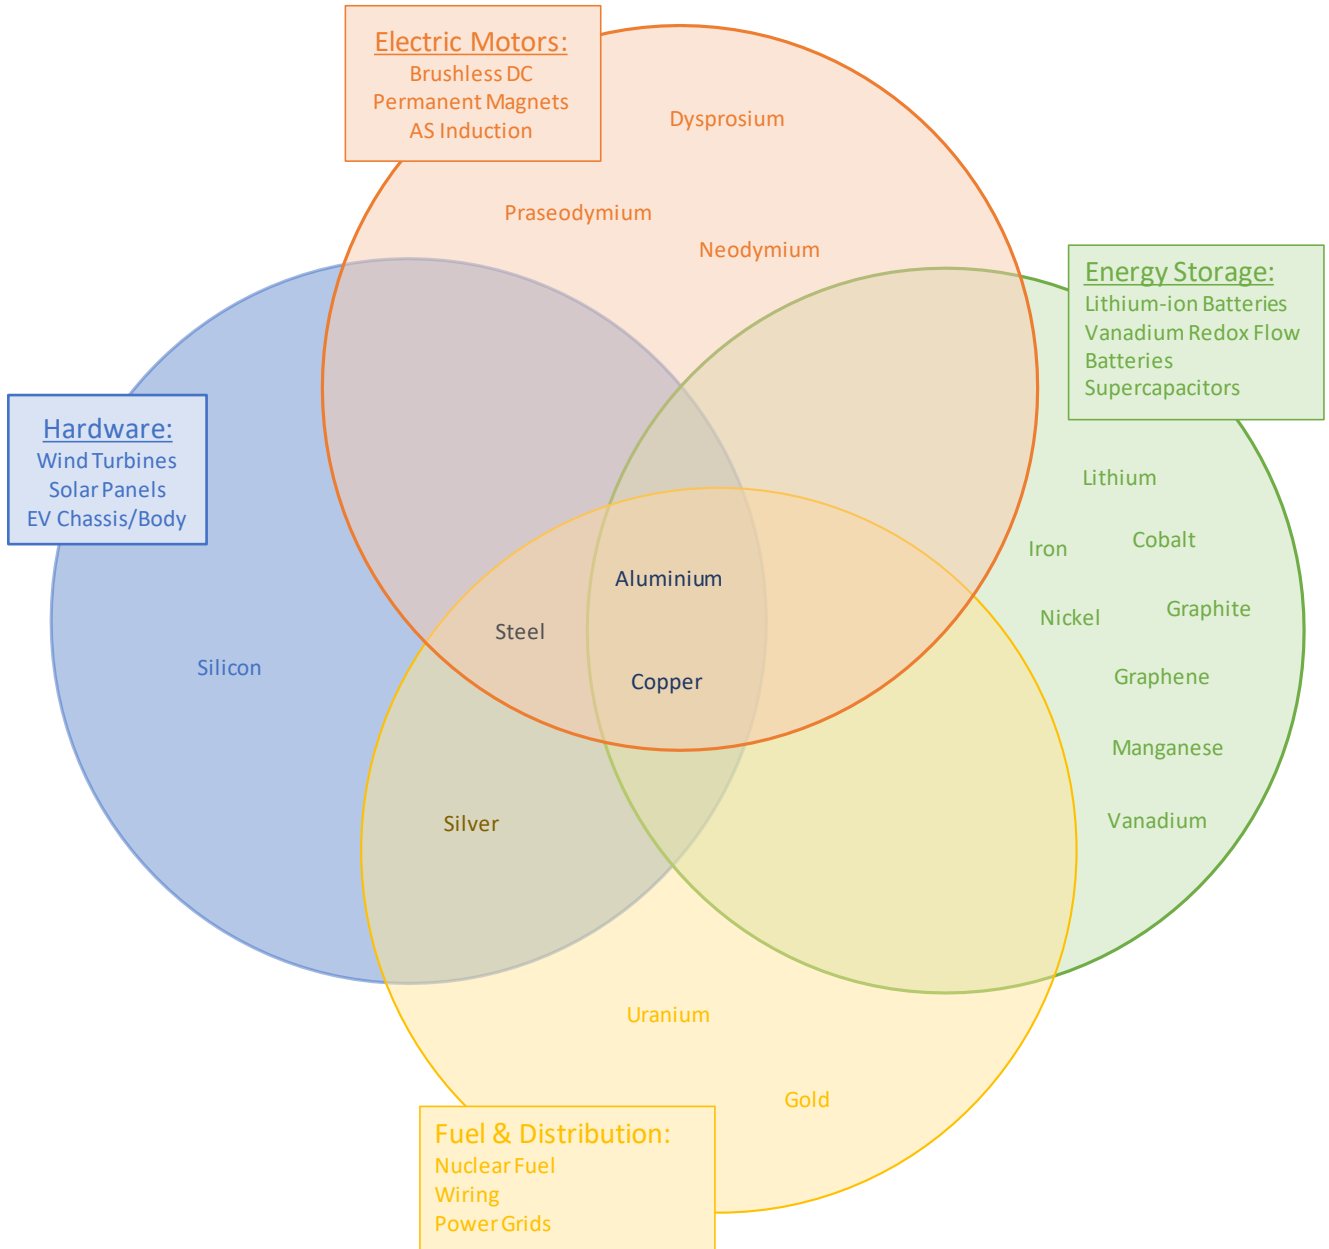 Electric Motors:
Brushless DC
Permanent Magnets
AS Induction
Dysprosium
Praseodymium
Neodymium
Energy Storage:
Lithium-ion Batteries
Vanadium Redox Flow
Batteries
Supercapacitors
Hardware:
Wind Turbines
Solar Panels
EV Chassis/Body
Lithium
Cobalt
Iron
Aluminium
Graphite
Nickel
Steel
Silicon
Graphene
Copper
Manganese
Vanadium
Silver
Uranium
Gold
Fuel & Distribution:
Nuclear Fuel
Wiring
Power Grids